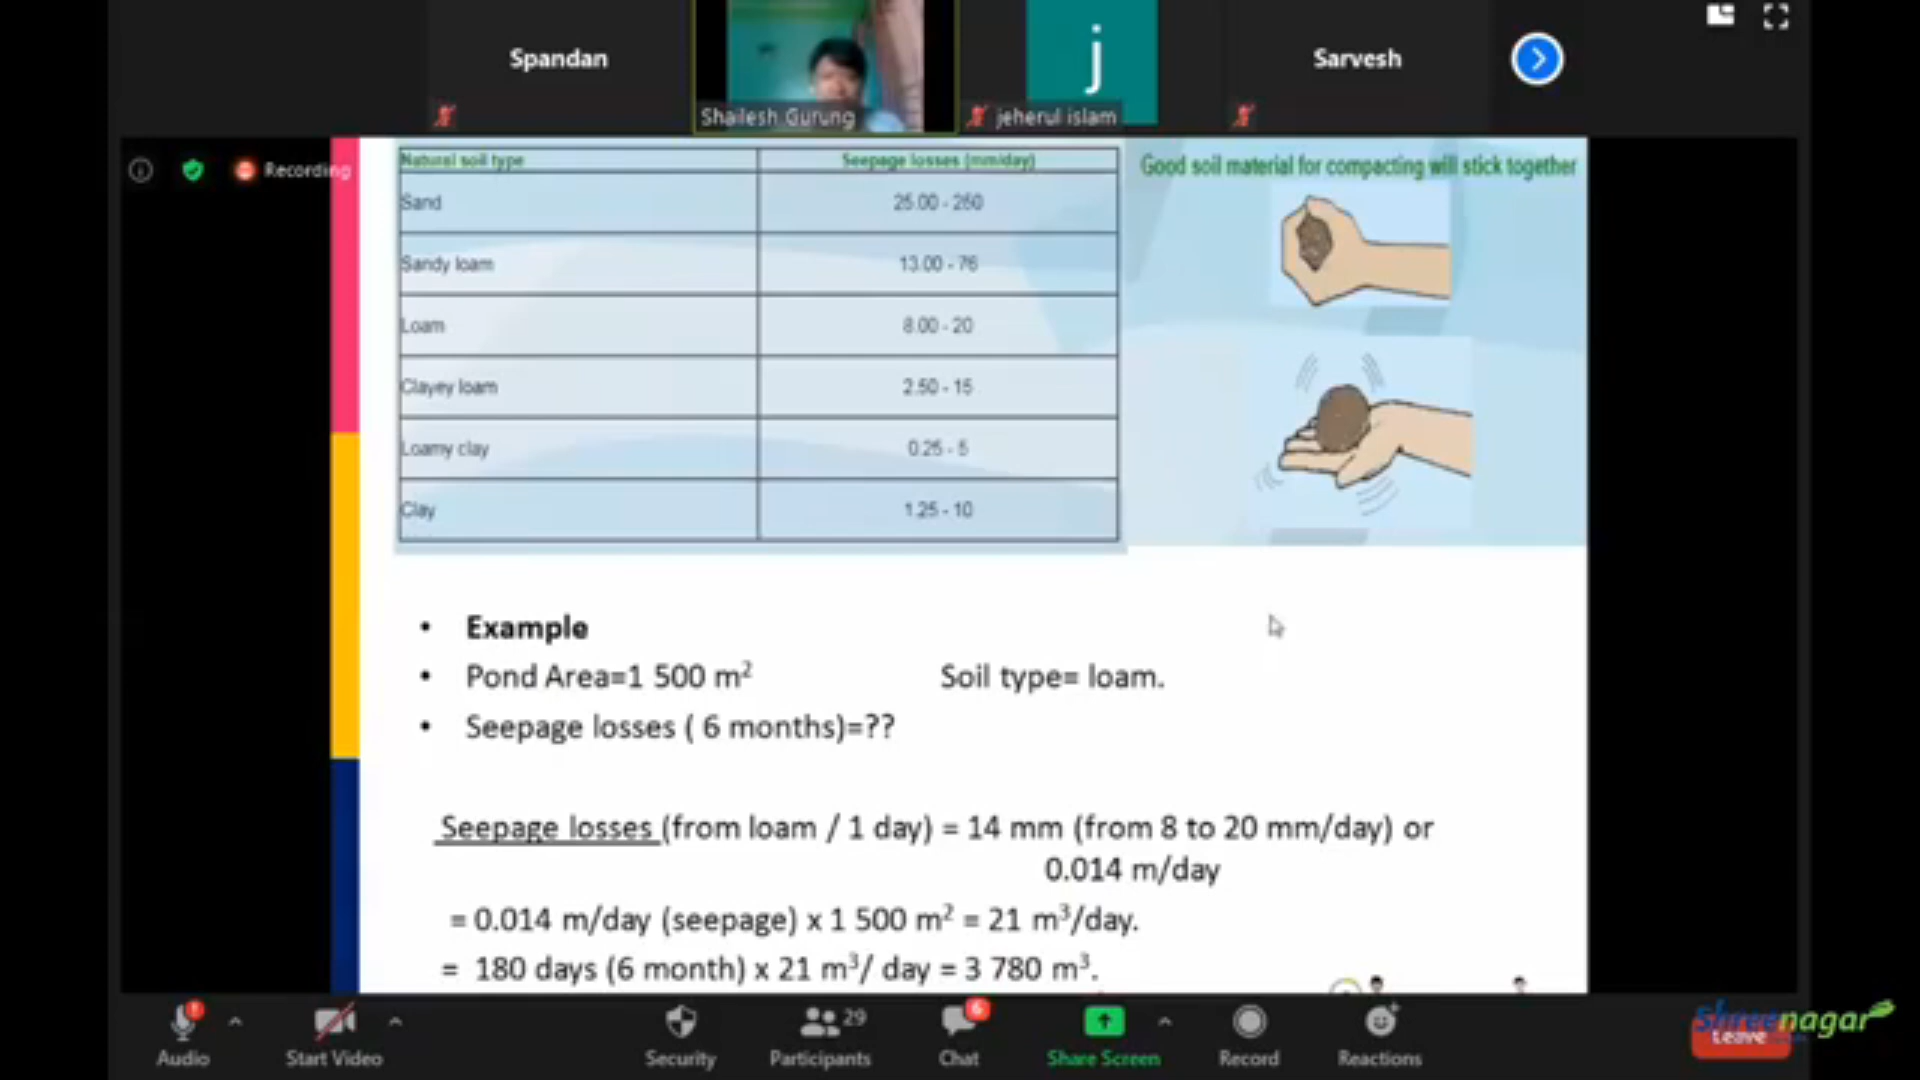 Spandan
j
Sarvesh
Shailesh Gurung
jeherul islam
Recording
Natural soil type Seepage losses (mm/day)
Sand 25.00 - 250
Sandy loam 13.00 - 76
Loam 8.00 - 20
Clayey loam 2.50 - 15
Loamy clay 0.25 - 5
Clay 1.25 - 10
Good soil material for compacting will stick together
• Example
• Pond Area=1 500 m² Soil type= loam.
• Seepage losses ( 6 months)=??
Seepage losses (from loam / 1 day) = 14 mm (from 8 to 20 mm/day) or
0.014 m/day
= 0.014 m/day (seepage) x 1 500 m² = 21 m³/day.
= 180 days (6 month) x 21 m³/ day = 3 780 m³.
29
6
Audio Start Video Security Participants Chat Share Screen Record Reactions
Shreenagar
Leave